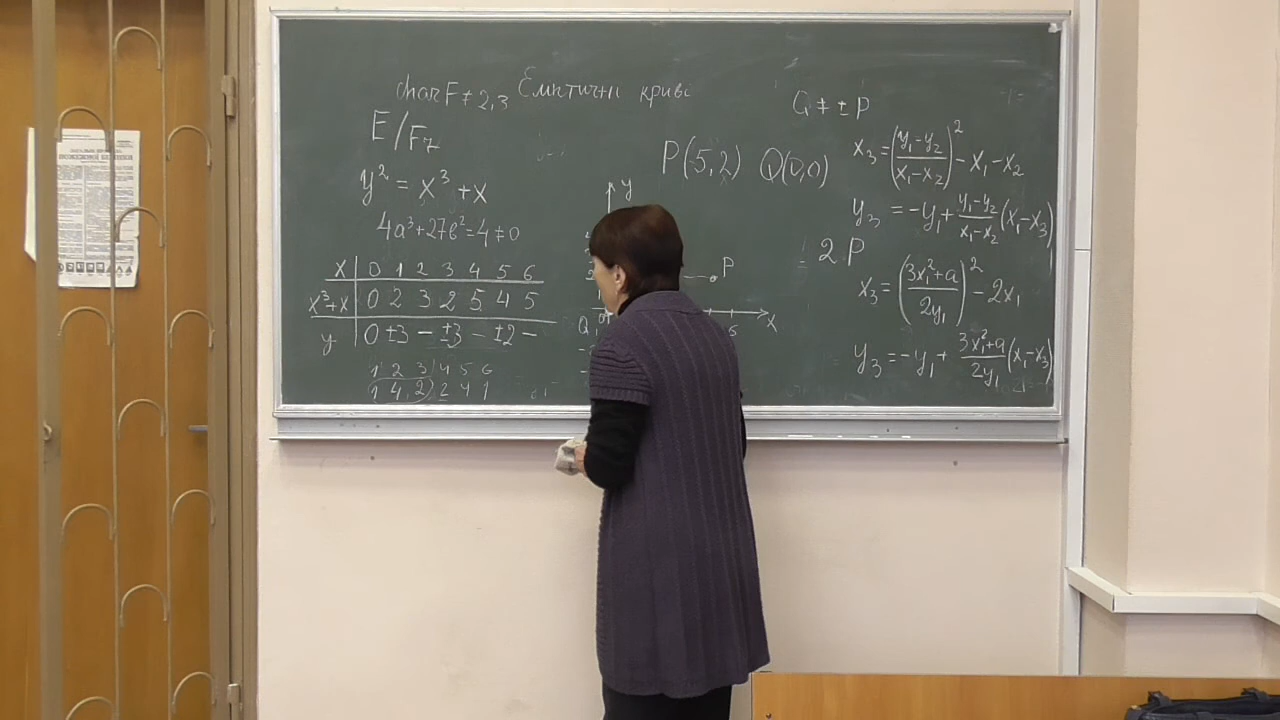 char F ≠ 2,3 Еліптичні криві
E/F₇
y² = x³ + x
4a³+27b²=4≠0
x | 0 1 2 3 4 5 6
x³+x | 0 2 3 2 5 4 5
y | 0 ±3 − ±3 − ±2 −
1 2 3 4 5 6
1 4 2 2 4 1
P(5,2) Q(0,0)
y
P
Q
5
x
Q ≠ ±P
x₃ = ((y₁−y₂)/(x₁−x₂))² − x₁ − x₂
y₃ = −y₁ + (y₁−y₂)/(x₁−x₂) (x₁−x₃)
2.P
x₃ = ((3x₁²+a)/(2y₁))² − 2x₁
y₃ = −y₁ + (3x₁²+a)/(2y₁) (x₁−x₃)